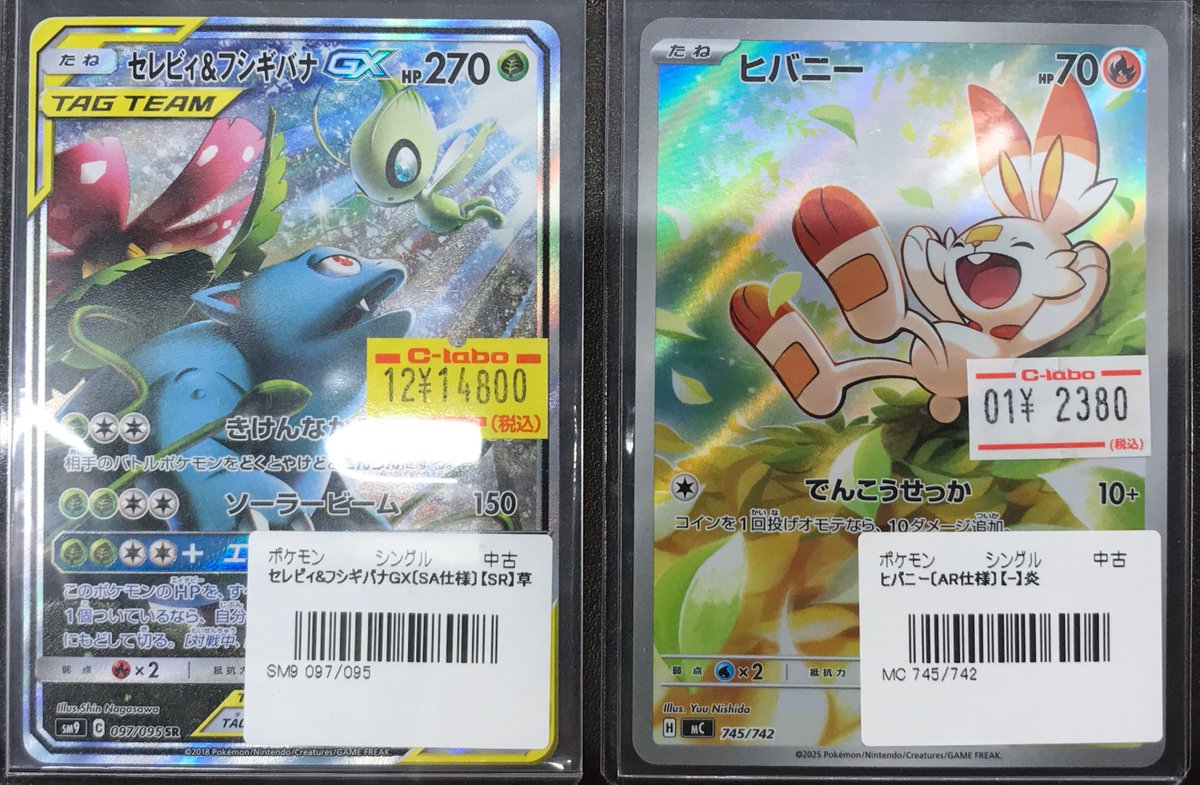 たね
セレビィ&フシギバナGX HP270
TAG TEAM
C-labo
12¥14800
(税込)
きけんなか
相手のバトルポケモンをどくとやけど
ソーラービーム 150
このポケモンのHPを、す
1個ついているなら、自分
にもどして切る。(対戦中、
ポケモン シングル 中古
セレビィ&フシギバナGX〔SA仕様〕【SR】草
SM9 097/095
弱点 ×2 抵抗力
Illus.Shin Nagasawa
SM9 C 097/095 SR
©2018 Pokémon/Nintendo/Creatures/GAME FREAK.
たね
ヒバニー HP70
C-labo
01¥ 2380
(税込)
でんこうせっか 10+
コインを1回投げオモテなら、10ダメージ追加。
ポケモン シングル 中古
ヒバニー〔AR仕様〕【-】炎
MC 745/742
弱点 ×2 抵抗力
Illus. Yuu Nishida
H MC 745/742
©2025 Pokémon/Nintendo/Creatures/GAME FREAK.